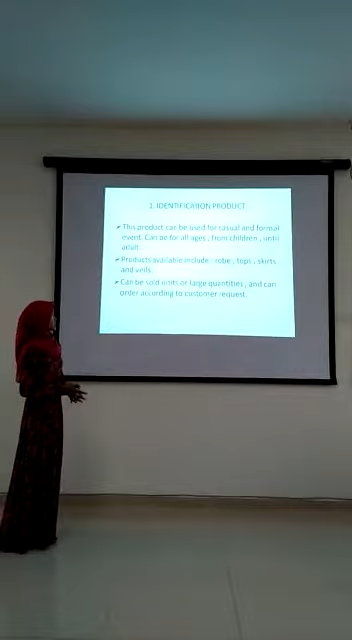 1. IDENTIFICATION PRODUCT
This product can be used for casual and formal
event. Can be for all ages ; from children , until
adult.
Products available include ; robe , tops , skirts
and veils.
Can be sold units or large quantities , and can
order according to customer request.